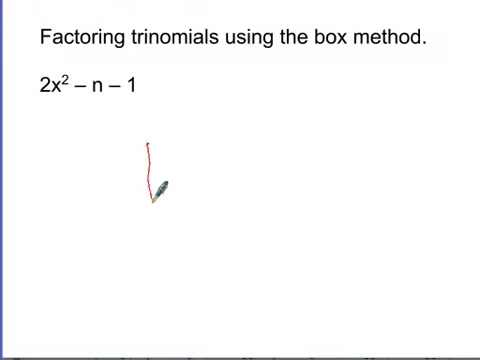 Factoring trinomials using the box method.
2x² – n – 1